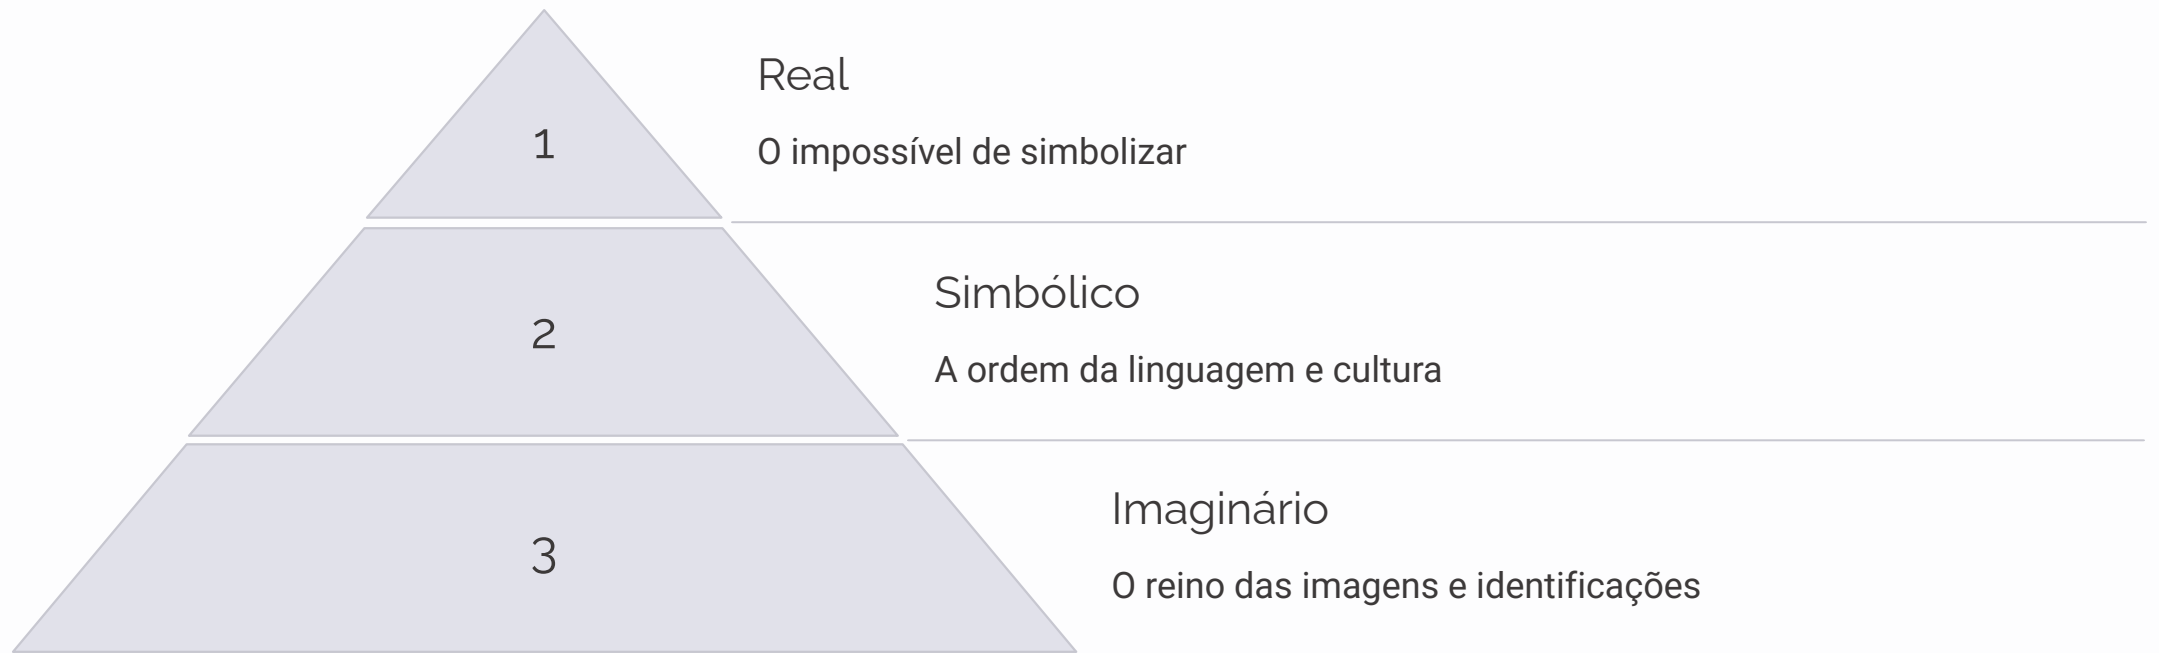 1
Real
O impossível de simbolizar
2
Simbólico
A ordem da linguagem e cultura
3
Imaginário
O reino das imagens e identificações